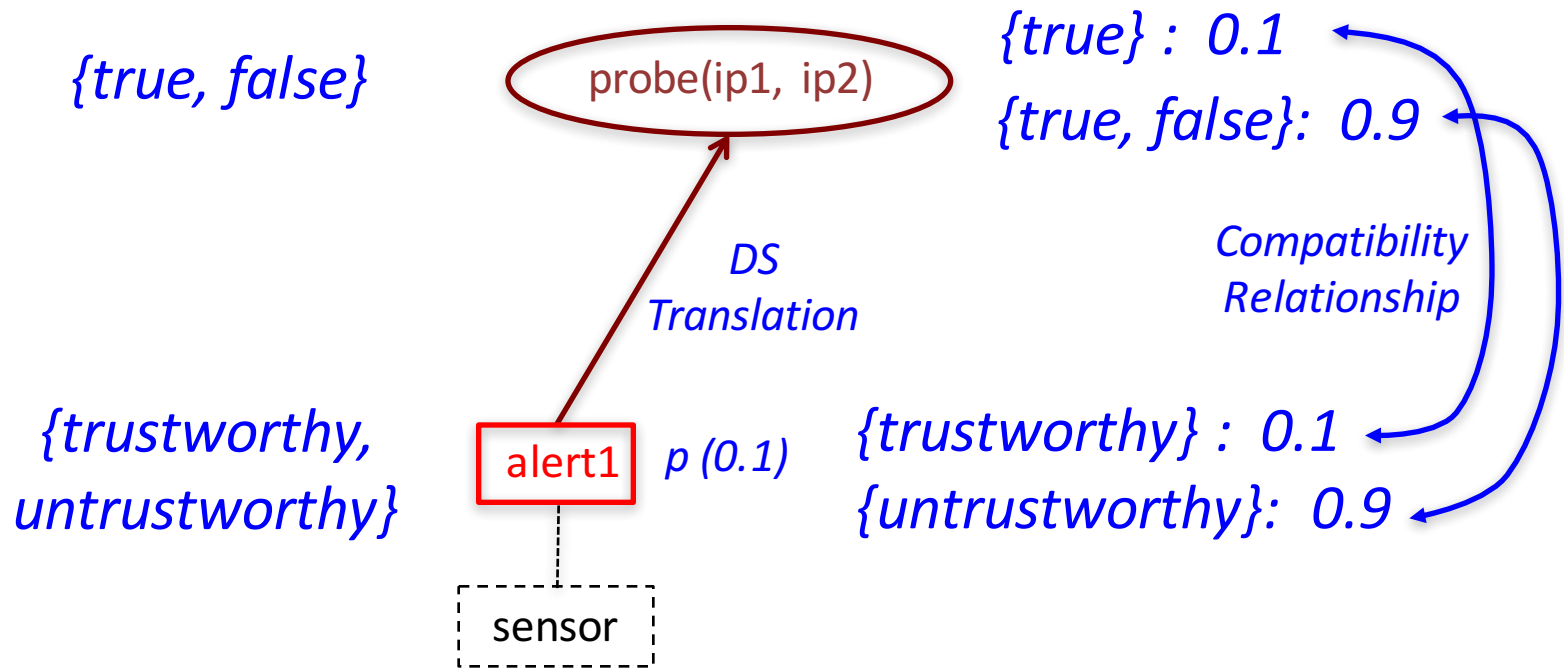 {true, false}
probe(ip1, ip2)
{true} : 0.1
{true, false}: 0.9
DS
Translation
Compatibility
Relationship
{trustworthy,
untrustworthy}
alert1
p (0.1)
{trustworthy} : 0.1
{untrustworthy}: 0.9
sensor